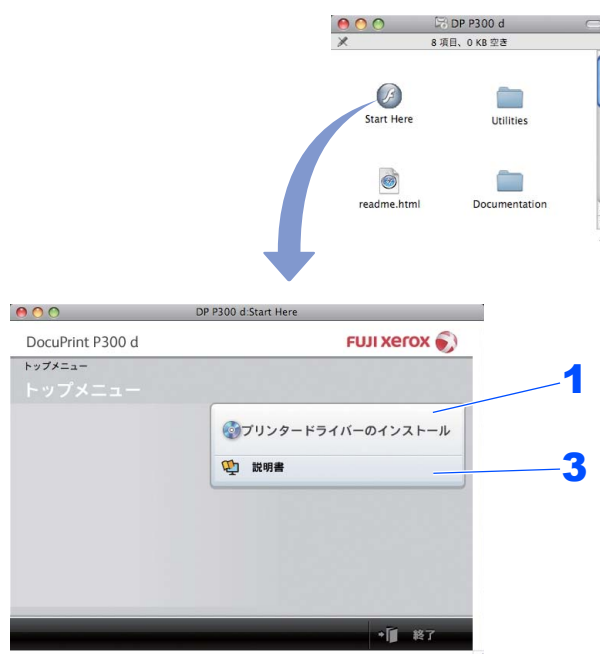 DP P300 d
8 項目、0 KB 空き
Start Here
Utilities
readme.html
Documentation
DP P300 d:Start Here
DocuPrint P300 d
FUJI XEROX
トップメニュー
トップメニュー
1
プリンタードライバーのインストール
説明書
3
終了